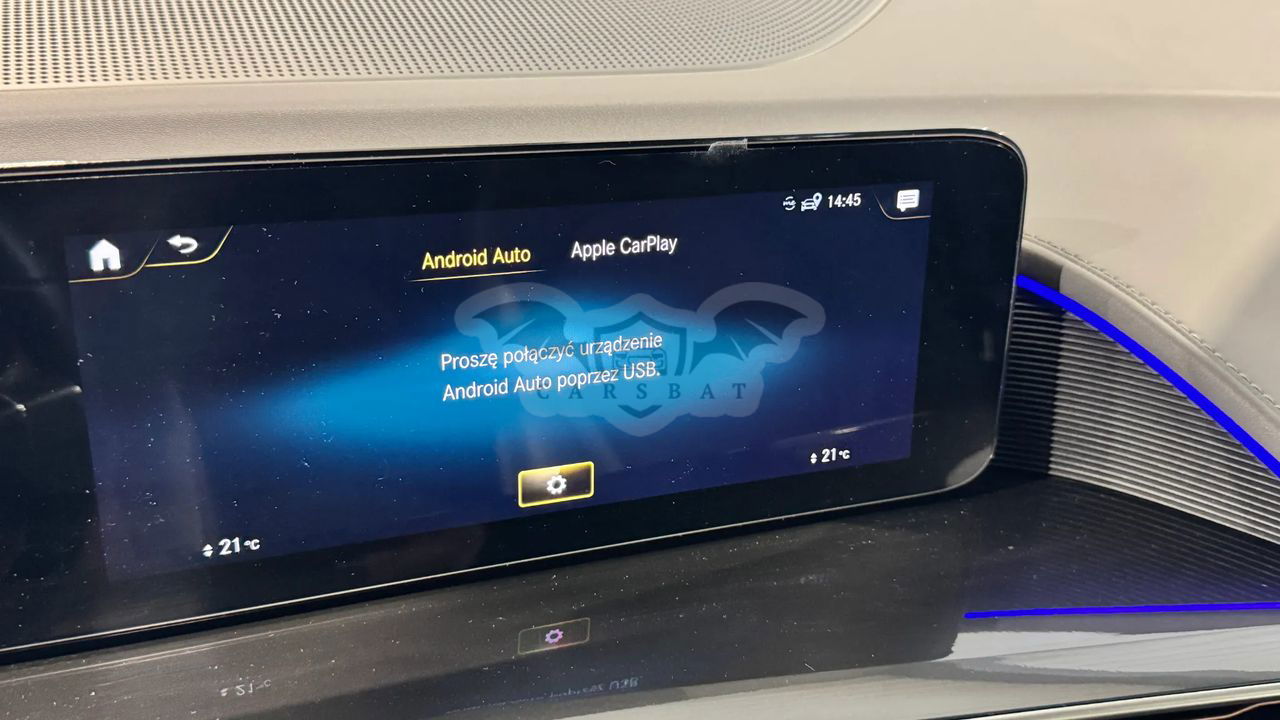 14:45
Android Auto Apple CarPlay
Proszę połączyć urządzenie
Android Auto poprzez USB.
CARSBAT
21°C
21°C